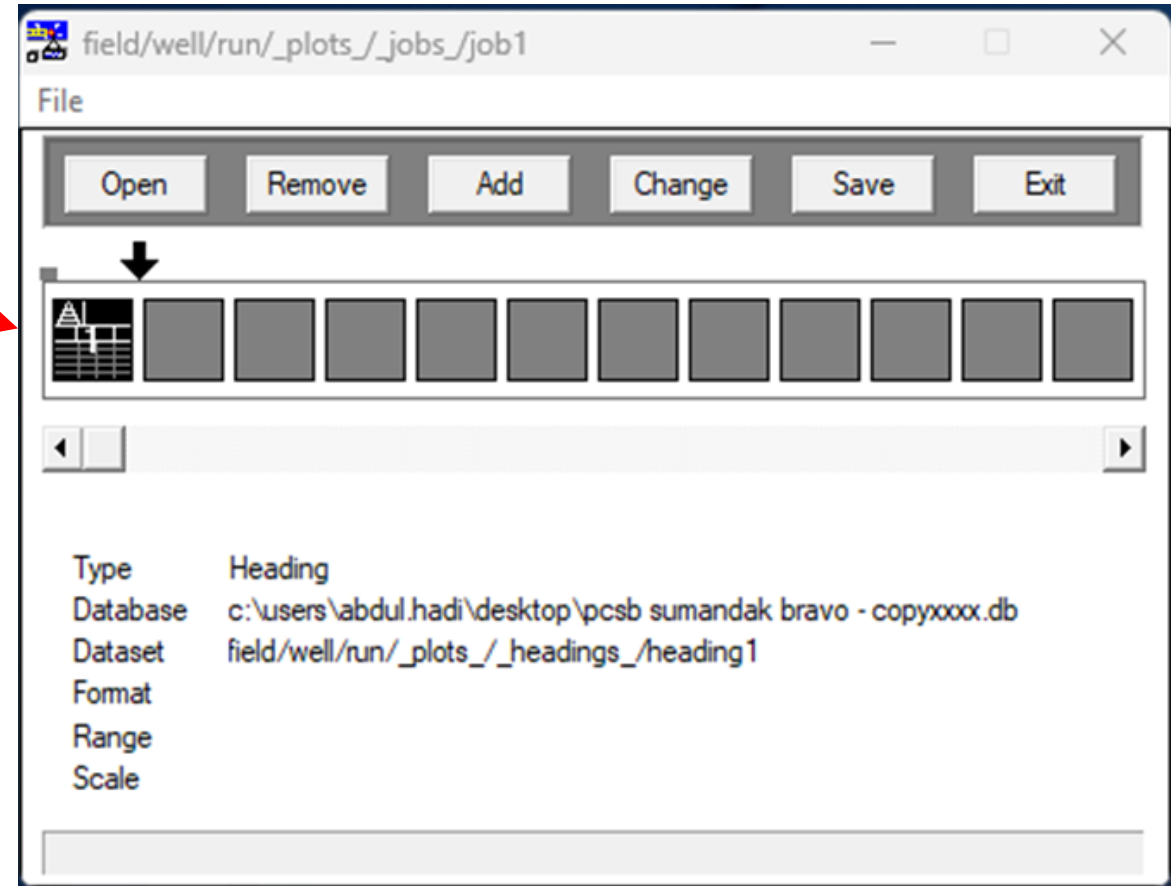 field/well/run/_plots_/_jobs_/job1
File
Open Remove Add Change Save Exit
Type Heading
Database c:\users\abdul.hadi\desktop\pcsb sumandak bravo - copyxxxx.db
Dataset field/well/run/_plots_/_headings_/heading1
Format
Range
Scale